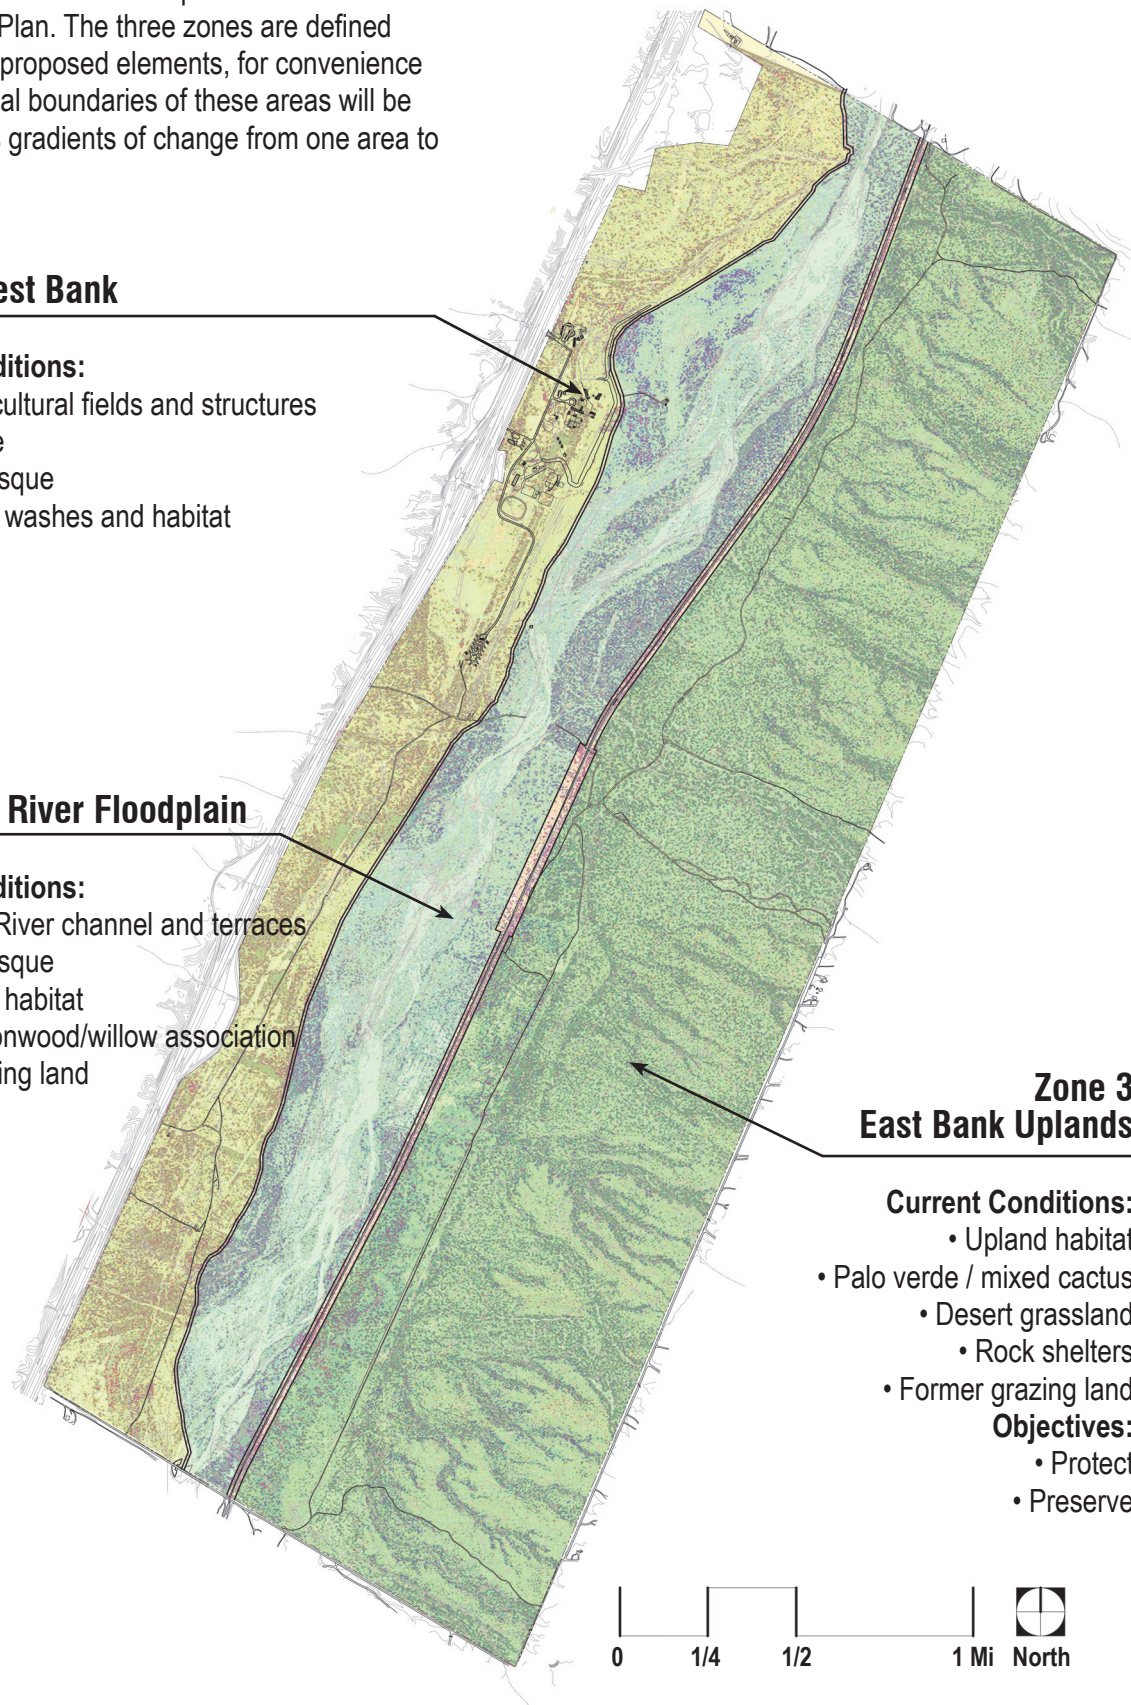 Plan. The three zones are defined
proposed elements, for convenience
al boundaries of these areas will be
gradients of change from one area to
est Bank
ditions:
cultural fields and structures
e
sque
washes and habitat
River Floodplain
ditions:
River channel and terraces
sque
habitat
onwood/willow association
ing land
Zone 3
East Bank Uplands
Current Conditions:
• Upland habitat
• Palo verde / mixed cactus
• Desert grassland
• Rock shelters
• Former grazing land
Objectives:
• Protect
• Preserve
0 1/4 1/2 1 Mi North